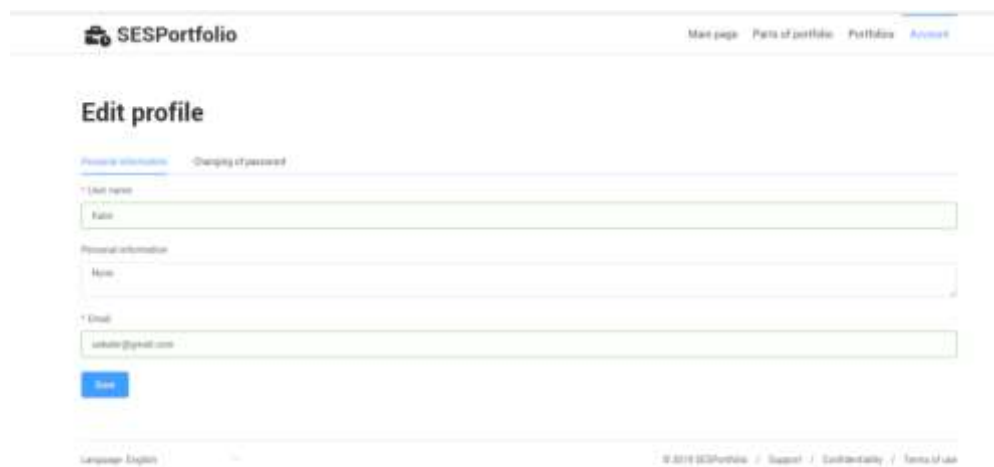 SESPortfolio
Main page Parts of portfolio Portfolios Account
Edit profile
Personal information Changing of password
* User name
Personal information
None
* Email
Save
Language: English
© 2019 SESPortfolio / Support / Confidentiality / Terms of use